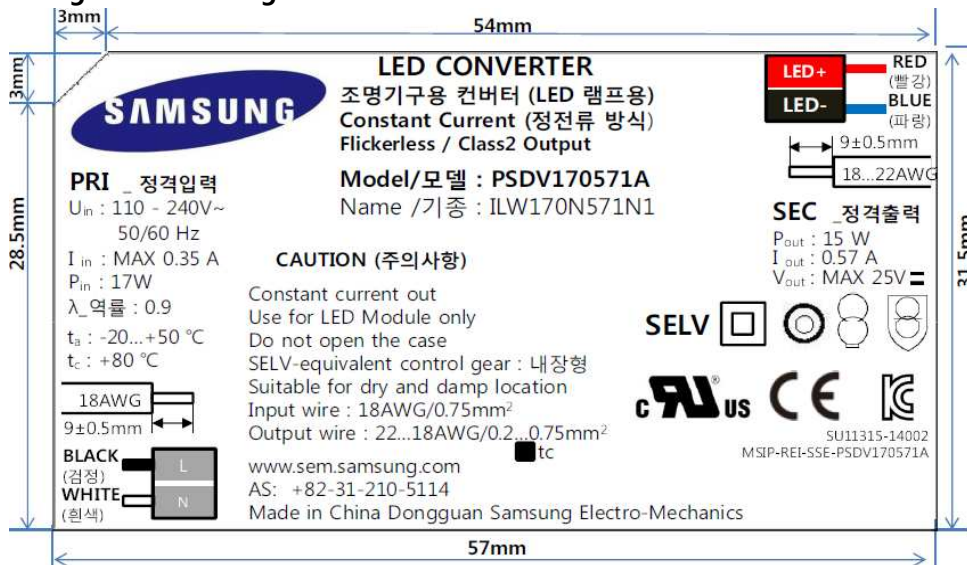 3mm
54mm
3mm
28.5mm
31.5mm
57mm
SAMSUNG
LED CONVERTER
조명기구용 컨버터 (LED 램프용)
Constant Current (정전류 방식)
Flickerless / Class2 Output
Model/모델 : PSDV170571A
Name /기종 : ILW170N571N1
LED+
RED
(빨강)
LED-
BLUE
(파랑)
9±0.5mm
18...22AWG
PRI _ 정격입력
Uin : 110 - 240V~
50/60 Hz
I in : MAX 0.35 A
Pin : 17W
λ_역률 : 0.9
ta : -20...+50 ℃
tc : +80 ℃
18AWG
9±0.5mm
BLACK
(검정)
L
WHITE
(흰색)
N
CAUTION (주의사항)
Constant current out
Use for LED Module only
Do not open the case
SELV-equivalent control gear : 내장형
Suitable for dry and damp location
Input wire : 18AWG/0.75mm²
Output wire : 22...18AWG/0.2...0.75mm²
tc
www.sem.samsung.com
AS: +82-31-210-5114
Made in China Dongguan Samsung Electro-Mechanics
SEC _정격출력
Pout : 15 W
I out : 0.57 A
Vout : MAX 25V
SELV
c RU US CE KC
SU11315-14002
MSIP-REI-SSE-PSDV170571A